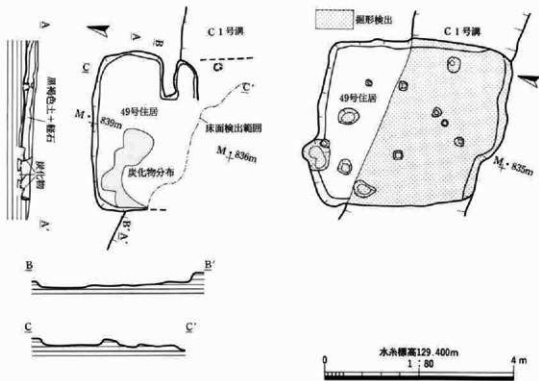 A
A
B
C
C1号溝
C'
49号住居
M・839m
床面検出範囲
M・836m
炭化物分布
黒褐色土+軽石
炭化物
A'
B'A'
B
B'
C
C'
掘形検出
C1号溝
49号住居
M・835m
水糸標高129.400m
1:80
0
4m